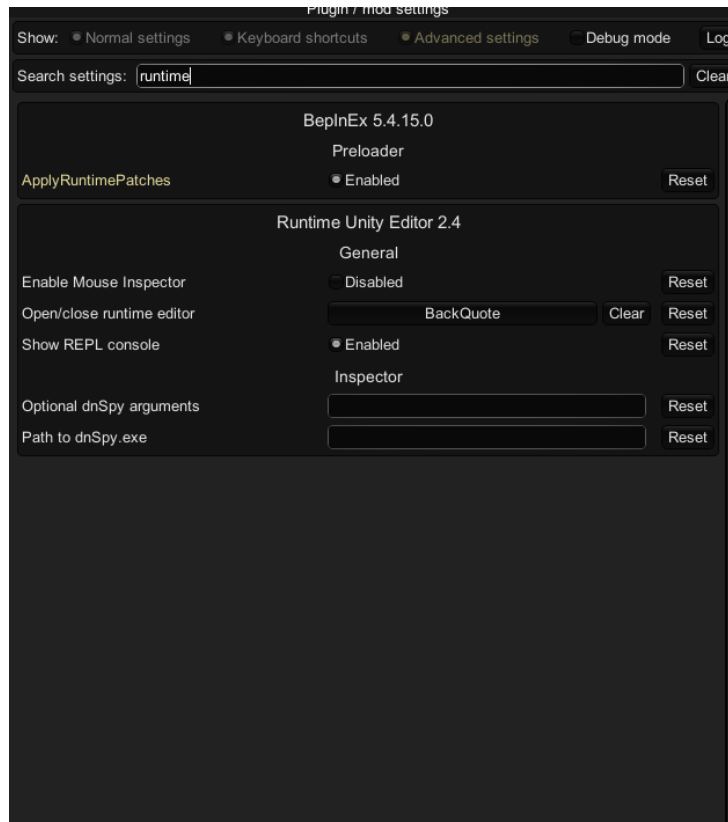 Plugin / mod settings
Show: Normal settings Keyboard shortcuts Advanced settings Debug mode Log
Search settings: runtime Clear
BepInEx 5.4.15.0
Preloader
ApplyRuntimePatches Enabled Reset
Runtime Unity Editor 2.4
General
Enable Mouse Inspector Disabled Reset
Open/close runtime editor BackQuote Clear Reset
Show REPL console Enabled Reset
Inspector
Optional dnSpy arguments Reset
Path to dnSpy.exe Reset